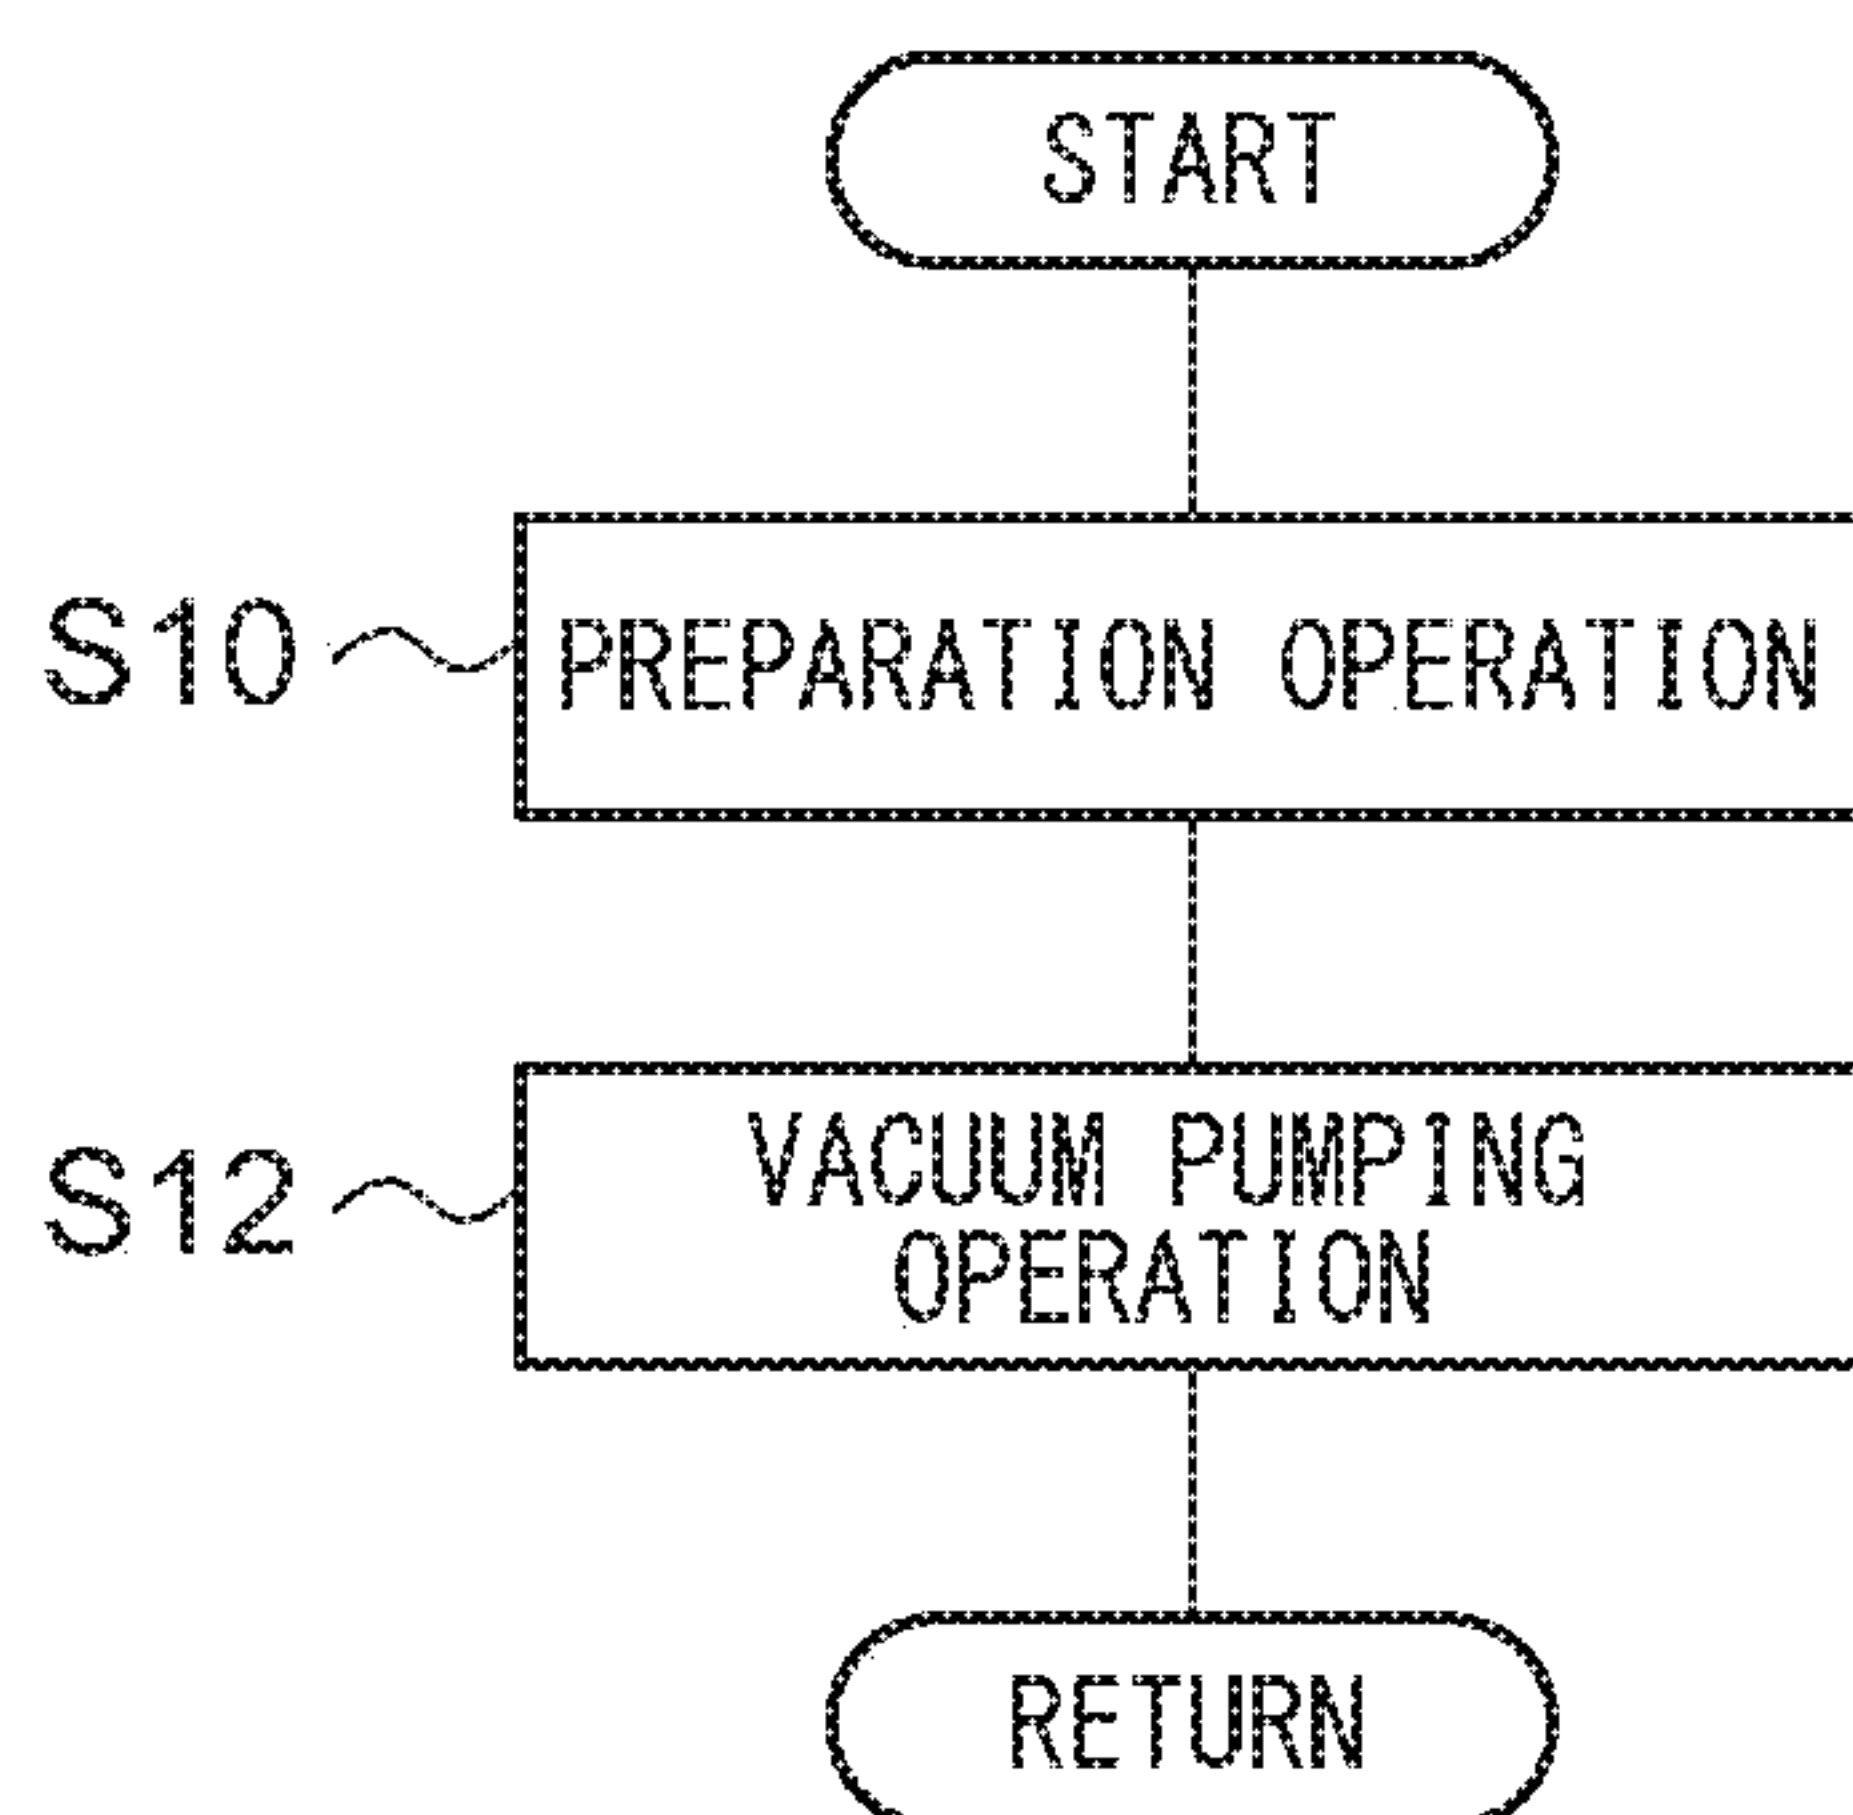 START
S10 PREPARATION OPERATION
S12 VACUUM PUMPING
OPERATION
RETURN